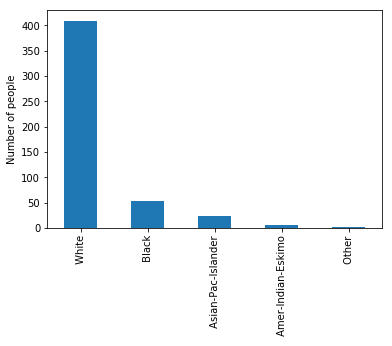 Number of people
400
350
300
250
200
150
100
50
0
White
Black
Asian-Pac-Islander
Amer-Indian-Eskimo
Other